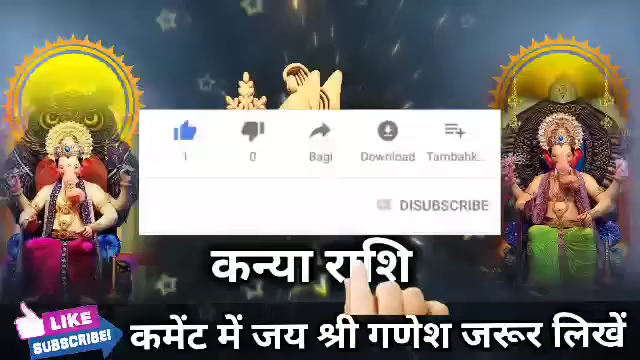 1 0 Bagi Download Tambahk...
DISUBSCRIBE
कन्या राशि
LIKE
SUBSCRIBE!
कमेंट में जय श्री गणेश जरूर लिखें